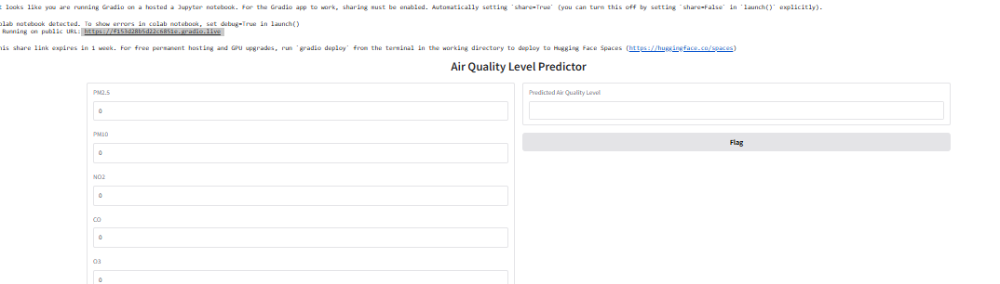 t looks like you are running Gradio on a hosted a Jupyter notebook. For the Gradio app to work, sharing must be enabled. Automatically setting `share=True` (you can turn this off by setting `share=False` in `launch()` explicitly).
olab notebook detected. To show errors in colab notebook, set debug=True in launch()
Running on public URL: https://f153d28b5d22c6851e.gradio.live
his share link expires in 1 week. For free permanent hosting and GPU upgrades, run `gradio deploy` from the terminal in the working directory to deploy to Hugging Face Spaces (https://huggingface.co/spaces)
Air Quality Level Predictor
PM2.5
0
PM10
0
NO2
0
CO
0
O3
0
Predicted Air Quality Level
Flag